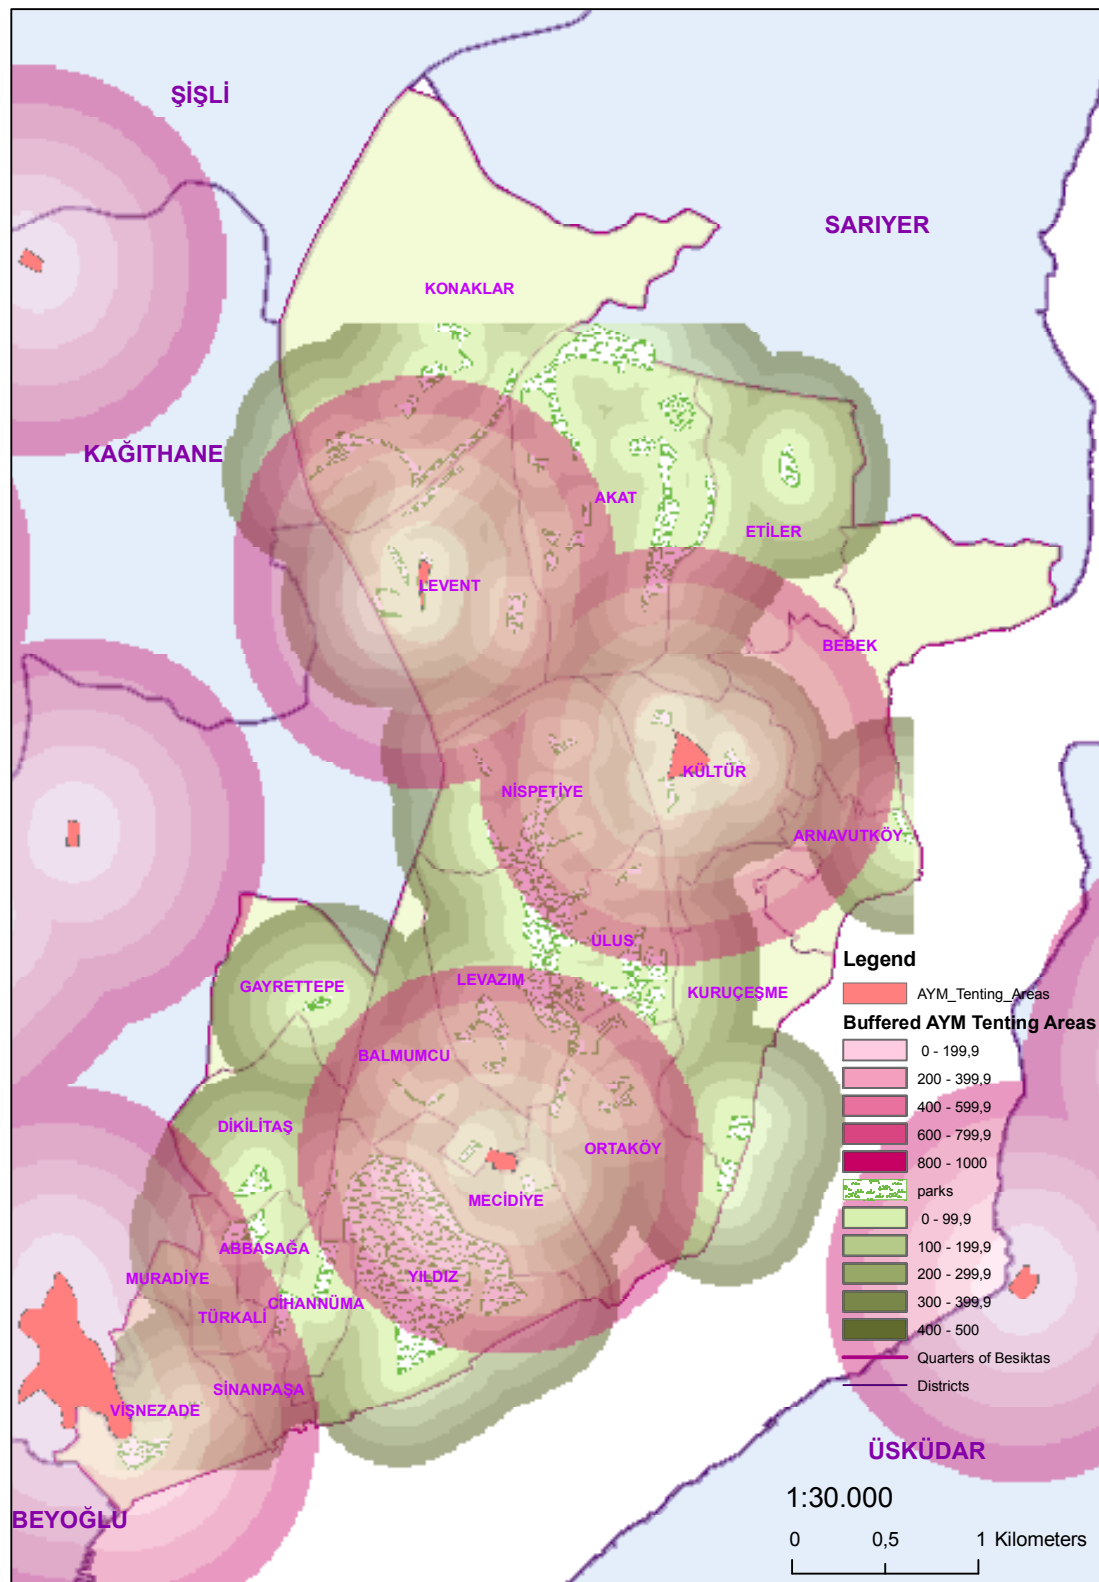 ŞİŞLİ
SARIYER
KONAKLAR
KAĞITHANE
AKAT
ETİLER
LEVENT
BEBEK
KÜLTÜR
NİSPETİYE
ARNAVUTKÖY
ULUS
LEVAZIM
GAYRETTEPE
KURUÇEŞME
BALMUMCU
DİKİLİTAŞ
ORTAKÖY
MECİDİYE
ABBASAĞA
MURADİYE
YILDIZ
CİHANNÜMA
TÜRKALİ
SİNANPAŞA
VİŞNEZADE
BEYOĞLU
ÜSKÜDAR
Legend
AYM_Tenting_Areas
Buffered AYM Tenting Areas
0 - 199,9
200 - 399,9
400 - 599,9
600 - 799,9
800 - 1000
parks
0 - 99,9
100 - 199,9
200 - 299,9
300 - 399,9
400 - 500
Quarters of Besiktas
Districts
1:30.000
0 0,5 1 Kilometers